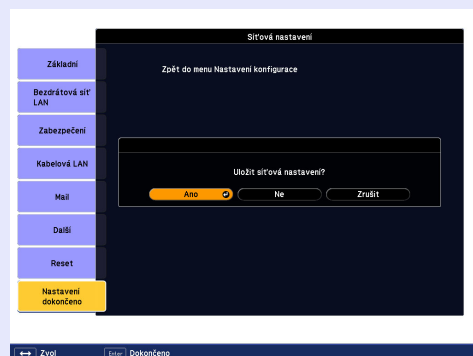 Síťová nastavení
Základní
Zpět do menu Nastavení konfigurace
Bezdrátová síť
LAN
Zabezpečení
Kabelová LAN
Uložit síťová nastavení?
Ano
Ne
Zrušit
Mail
Další
Reset
Nastavení
dokončeno
Zvol
Enter Dokončeno